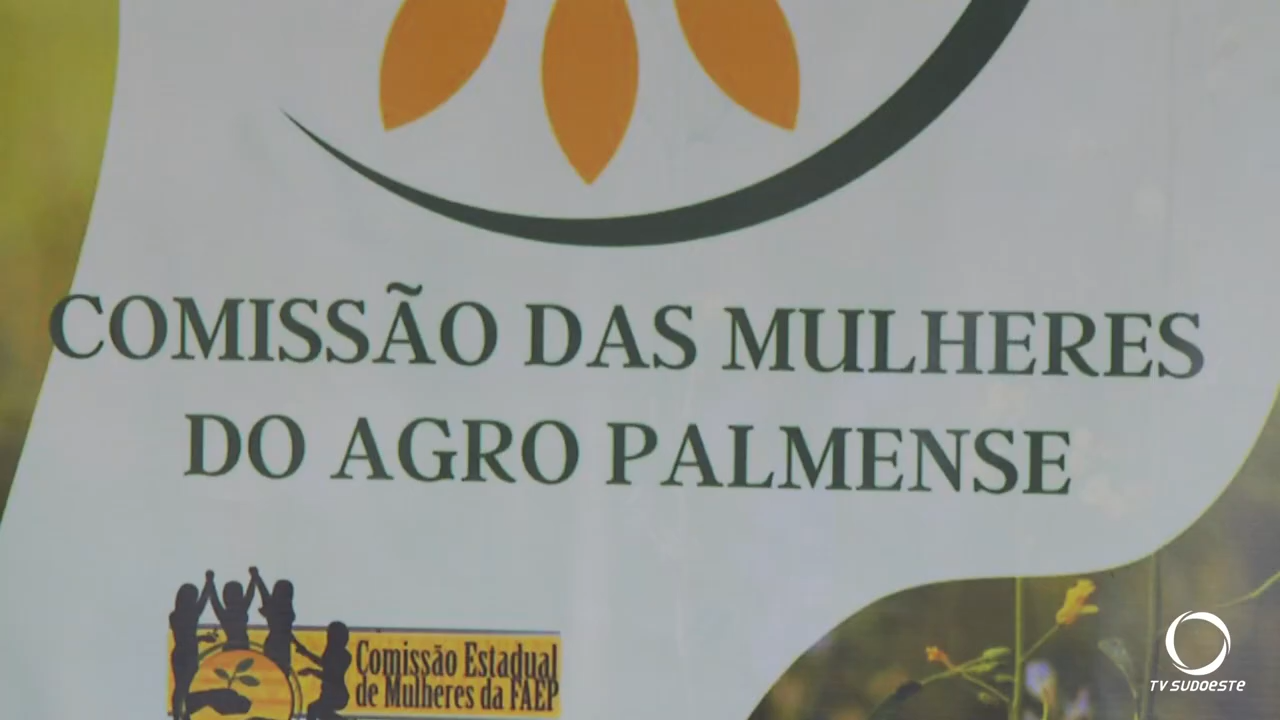 COMISSÃO DAS MULHERES
DO AGRO PALMENSE
Comissão Estadual
de Mulheres da FAEP
TV SUDOESTE